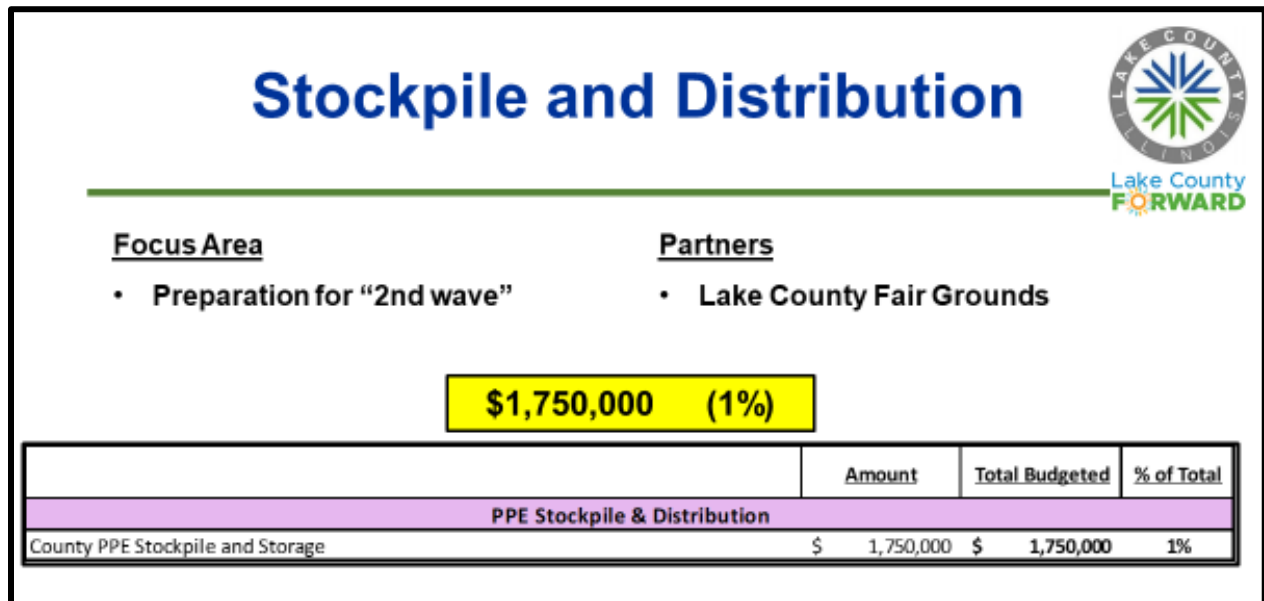 Stockpile and Distribution
LAKE COUNTY
ILLINOIS
Lake County
FORWARD
Focus Area
• Preparation for “2nd wave”
Partners
• Lake County Fair Grounds
$1,750,000 (1%)
Amount Total Budgeted % of Total
PPE Stockpile & Distribution
County PPE Stockpile and Storage $ 1,750,000 $ 1,750,000 1%